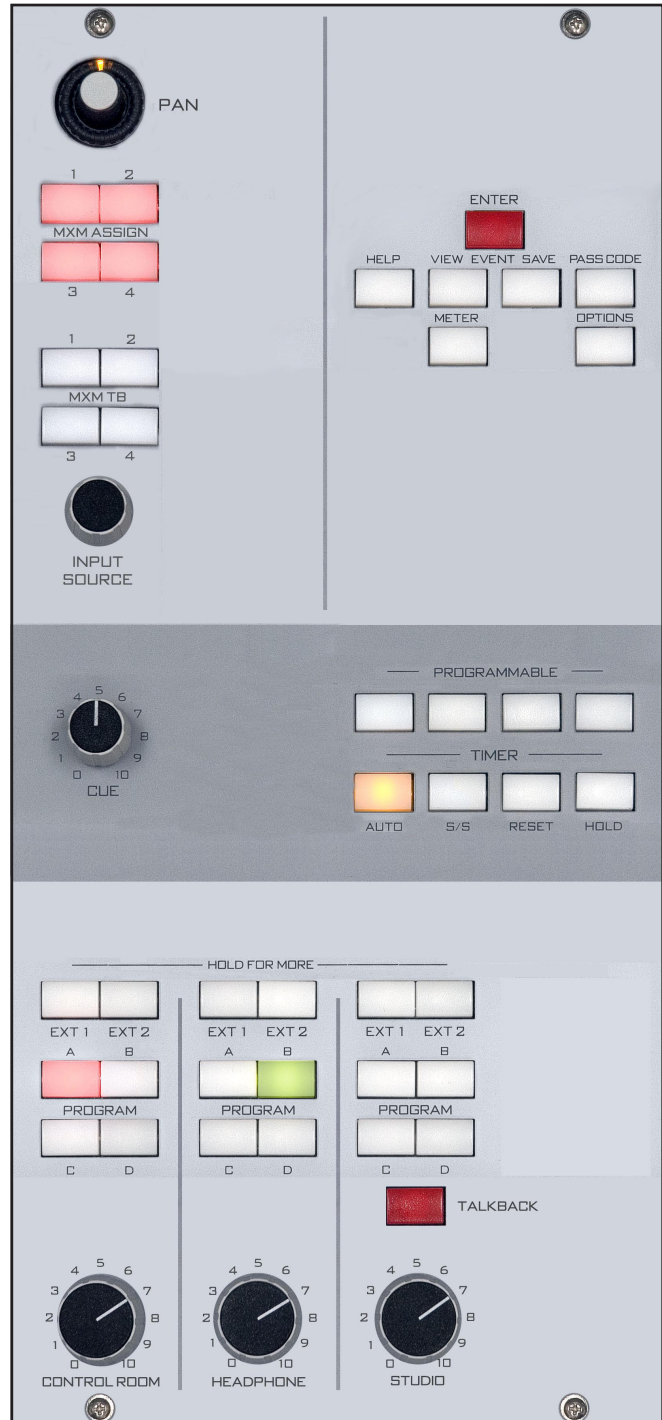 PAN
1 2
MXM ASSIGN
3 4
1 2
MXM TB
3 4
INPUT
SOURCE
ENTER
HELP VIEW EVENT SAVE PASSCODE
METER OPTIONS
PROGRAMMABLE
TIMER
AUTO S/S RESET HOLD
0 1 2 3 4 5 6 7 8 9 10
CUE
HOLD FOR MORE
EXT 1 EXT 2 EXT 1 EXT 2 EXT 1 EXT 2
A B A B A B
PROGRAM PROGRAM PROGRAM
C D C D C D
TALKBACK
0 1 2 3 4 5 6 7 8 9 10
CONTROL ROOM
0 1 2 3 4 5 6 7 8 9 10
HEADPHONE
0 1 2 3 4 5 6 7 8 9 10
STUDIO